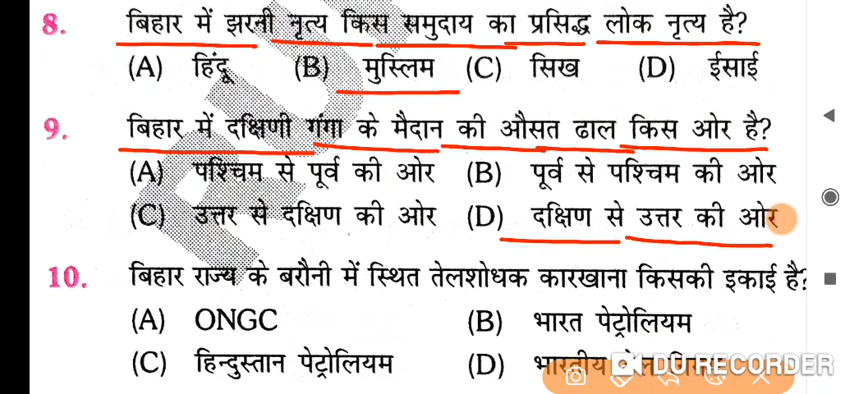 8. बिहार में झरनी नृत्य किस समुदाय का प्रसिद्ध लोक नृत्य है?
(A) हिंदू (B) मुस्लिम (C) सिख (D) ईसाई
9. बिहार में दक्षिणी गंगा के मैदान की औसत ढाल किस ओर है?
(A) पश्चिम से पूर्व की ओर (B) पूर्व से पश्चिम की ओर
(C) उत्तर से दक्षिण की ओर (D) दक्षिण से उत्तर की ओर
10. बिहार राज्य के बरौनी में स्थित तेलशोधक कारखाना किसकी इकाई है?
(A) ONGC (B) भारत पेट्रोलियम
(C) हिन्दुस्तान पेट्रोलियम (D) भारतीय
DU RECORDER